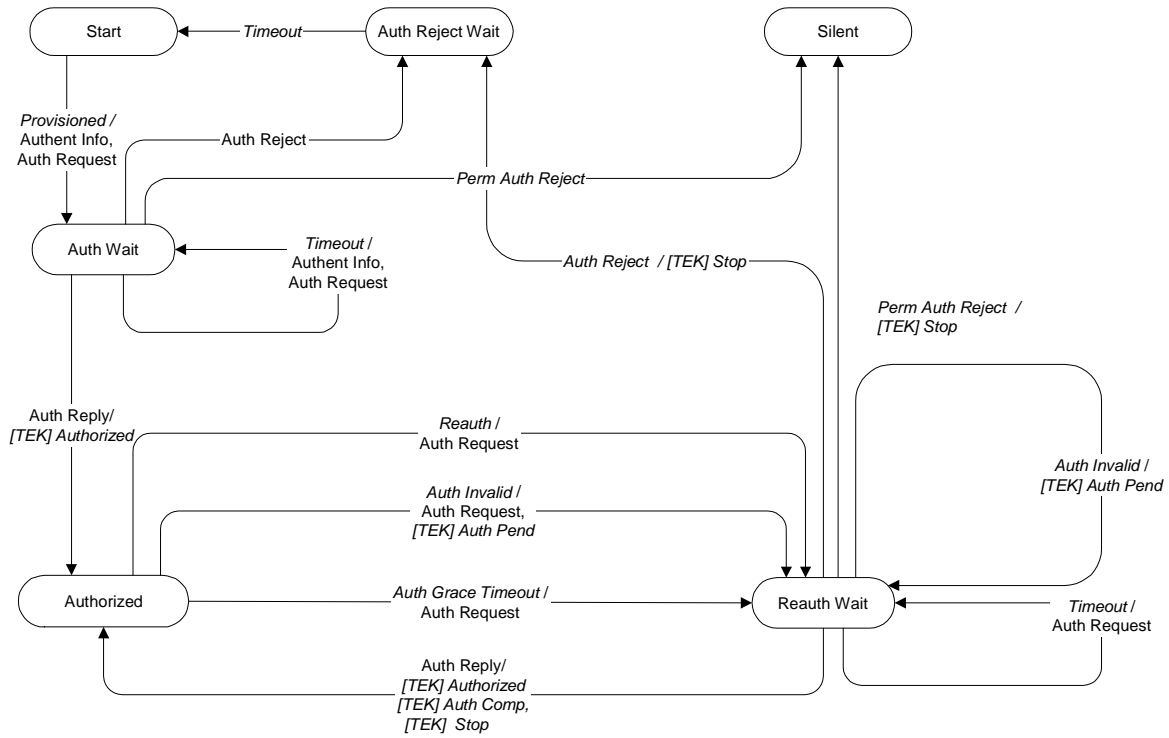 Start
Timeout
Auth Reject Wait
Silent
Provisioned /
Authent Info,
Auth Request
Auth Reject
Perm Auth Reject
Auth Wait
Timeout /
Authent Info,
Auth Request
Auth Reject / [TEK] Stop
Perm Auth Reject /
[TEK] Stop
Auth Reply/
[TEK] Authorized
Reauth /
Auth Request
Auth Invalid /
[TEK] Auth Pend
Auth Invalid /
Auth Request,
[TEK] Auth Pend
Authorized
Auth Grace Timeout /
Auth Request
Reauth Wait
Timeout /
Auth Request
Auth Reply/
[TEK] Authorized
[TEK] Auth Comp,
[TEK] Stop